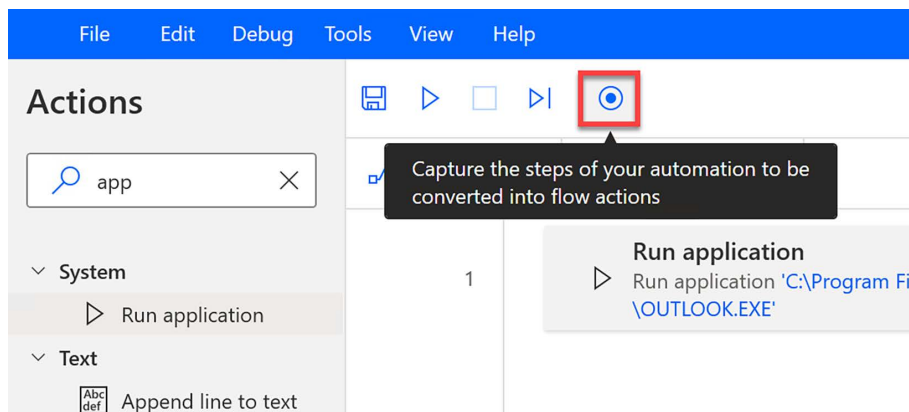 File Edit Debug Tools View Help
Actions
app
Capture the steps of your automation to be
converted into flow actions
System
Run application
Text
Abc
def
Append line to text
1
Run application
Run application 'C:\Program Fi
\OUTLOOK.EXE'